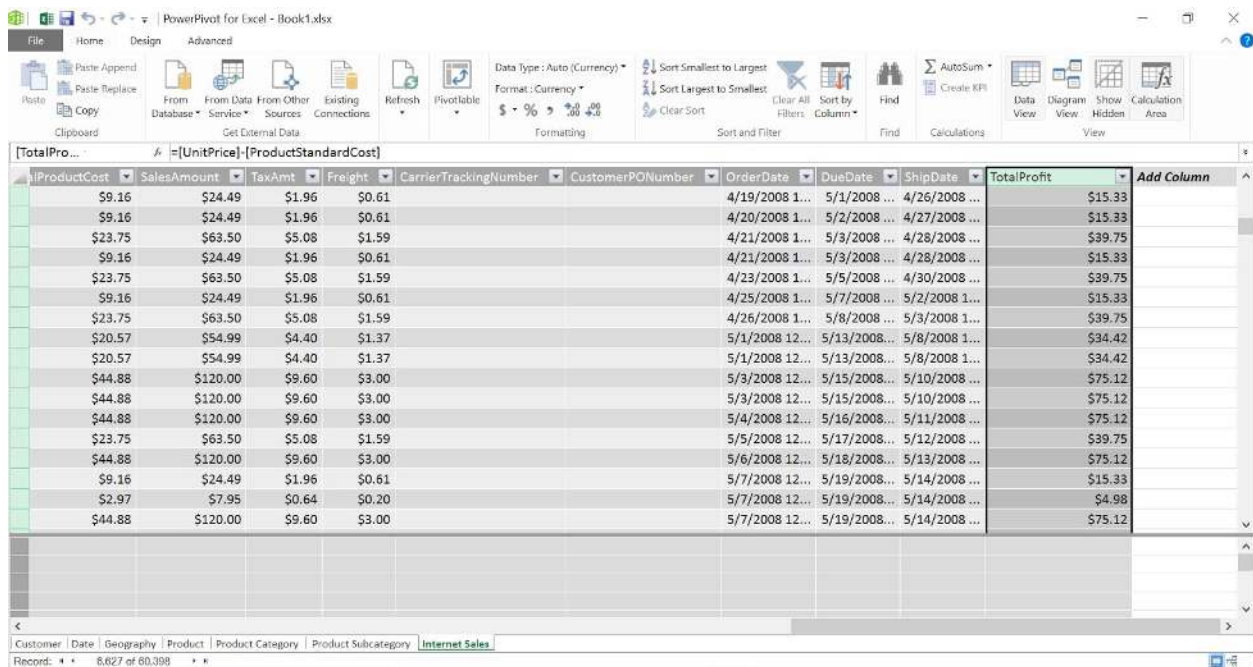 PowerPivot for Excel - Book1.xlsx
File Home Design Advanced
Paste
Paste Append
Paste Replace
Copy
Clipboard
From Database
From Data Service
From Other Sources
Existing Connections
Get External Data
Refresh
PivotTable
Data Type : Auto (Currency)
Format : Currency
$ % , .00 .00
Formatting
Sort Smallest to Largest
Sort Largest to Smallest
Clear Sort
Clear All Filters
Sort by Column
Sort and Filter
Find
Find
AutoSum
Create KPI
Calculations
Data View
Diagram View
Show Hidden
Calculation Area
View
[TotalPro... fx =[UnitPrice]-[ProductStandardCost]
alProductCost SalesAmount TaxAmt Freight CarrierTrackingNumber CustomerPONumber OrderDate DueDate ShipDate TotalProfit Add Column
$9.16 $24.49 $1.96 $0.61 4/19/2008 1... 5/1/2008 ... 4/26/2008 ... $15.33
$9.16 $24.49 $1.96 $0.61 4/20/2008 1... 5/2/2008 ... 4/27/2008 ... $15.33
$23.75 $63.50 $5.08 $1.59 4/21/2008 1... 5/3/2008 ... 4/28/2008 ... $39.75
$9.16 $24.49 $1.96 $0.61 4/21/2008 1... 5/3/2008 ... 4/28/2008 ... $15.33
$23.75 $63.50 $5.08 $1.59 4/23/2008 1... 5/5/2008 ... 4/30/2008 ... $39.75
$9.16 $24.49 $1.96 $0.61 4/25/2008 1... 5/7/2008 ... 5/2/2008 1... $15.33
$23.75 $63.50 $5.08 $1.59 4/26/2008 1... 5/8/2008 ... 5/3/2008 1... $39.75
$20.57 $54.99 $4.40 $1.37 5/1/2008 12... 5/13/2008... 5/8/2008 1... $34.42
$20.57 $54.99 $4.40 $1.37 5/1/2008 12... 5/13/2008... 5/8/2008 1... $34.42
$44.88 $120.00 $9.60 $3.00 5/3/2008 12... 5/15/2008... 5/10/2008 ... $75.12
$44.88 $120.00 $9.60 $3.00 5/3/2008 12... 5/15/2008... 5/10/2008 ... $75.12
$44.88 $120.00 $9.60 $3.00 5/4/2008 12... 5/16/2008... 5/11/2008 ... $75.12
$23.75 $63.50 $5.08 $1.59 5/5/2008 12... 5/17/2008... 5/12/2008 ... $39.75
$44.88 $120.00 $9.60 $3.00 5/6/2008 12... 5/18/2008... 5/13/2008 ... $75.12
$9.16 $24.49 $1.96 $0.61 5/7/2008 12... 5/19/2008... 5/14/2008 ... $15.33
$2.97 $7.95 $0.64 $0.20 5/7/2008 12... 5/19/2008... 5/14/2008 ... $4.98
$44.88 $120.00 $9.60 $3.00 5/7/2008 12... 5/19/2008... 5/14/2008 ... $75.12
Customer Date Geography Product Product Category Product Subcategory Internet Sales
Record: 8,627 of 60,398